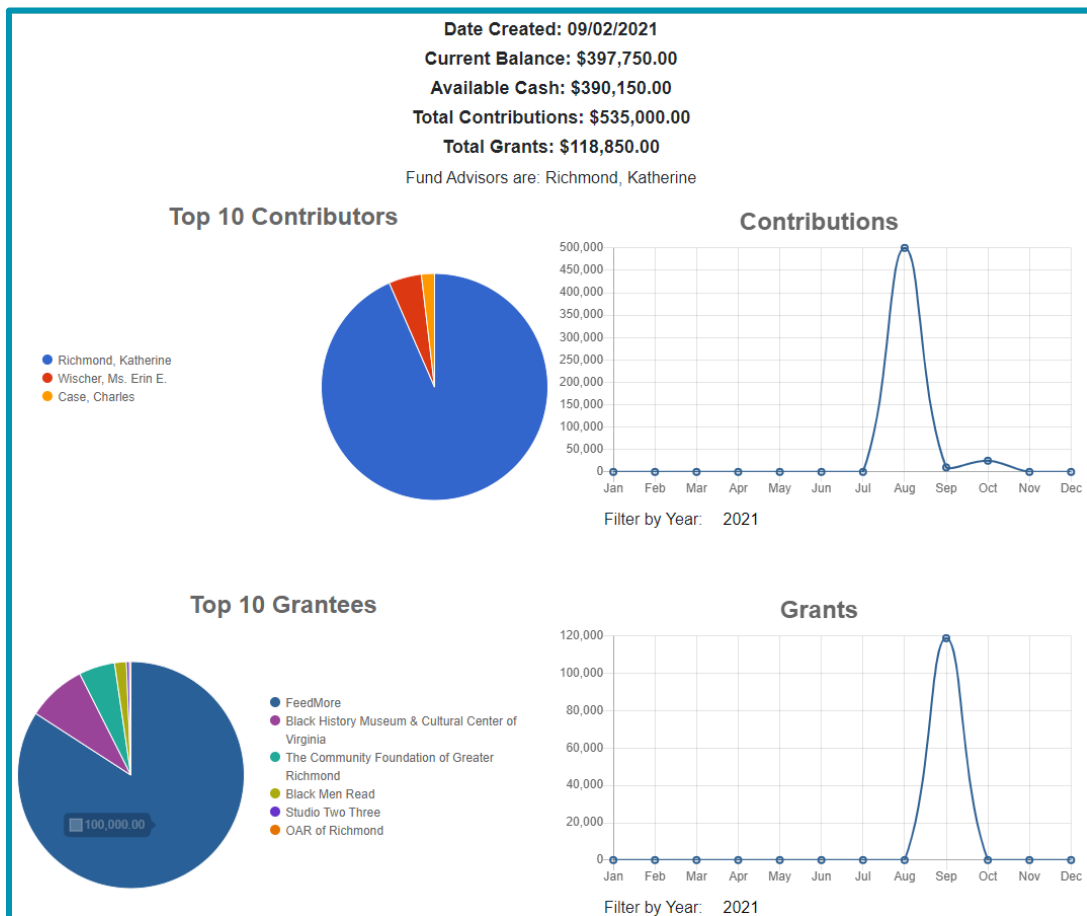 Date Created: 09/02/2021
Current Balance: $397,750.00
Available Cash: $390,150.00
Total Contributions: $535,000.00
Total Grants: $118,850.00
Fund Advisors are: Richmond, Katherine
Top 10 Contributors
Richmond, Katherine
Wischer, Ms. Erin E.
Case, Charles
Contributions
500,000
450,000
400,000
350,000
300,000
250,000
200,000
150,000
100,000
50,000
0
Jan Feb Mar Apr May Jun Jul Aug Sep Oct Nov Dec
Filter by Year: 2021
Top 10 Grantees
100,000.00
FeedMore
Black History Museum & Cultural Center of
Virginia
The Community Foundation of Greater
Richmond
Black Men Read
Studio Two Three
OAR of Richmond
Grants
120,000
100,000
80,000
60,000
40,000
20,000
0
Jan Feb Mar Apr May Jun Jul Aug Sep Oct Nov Dec
Filter by Year: 2021